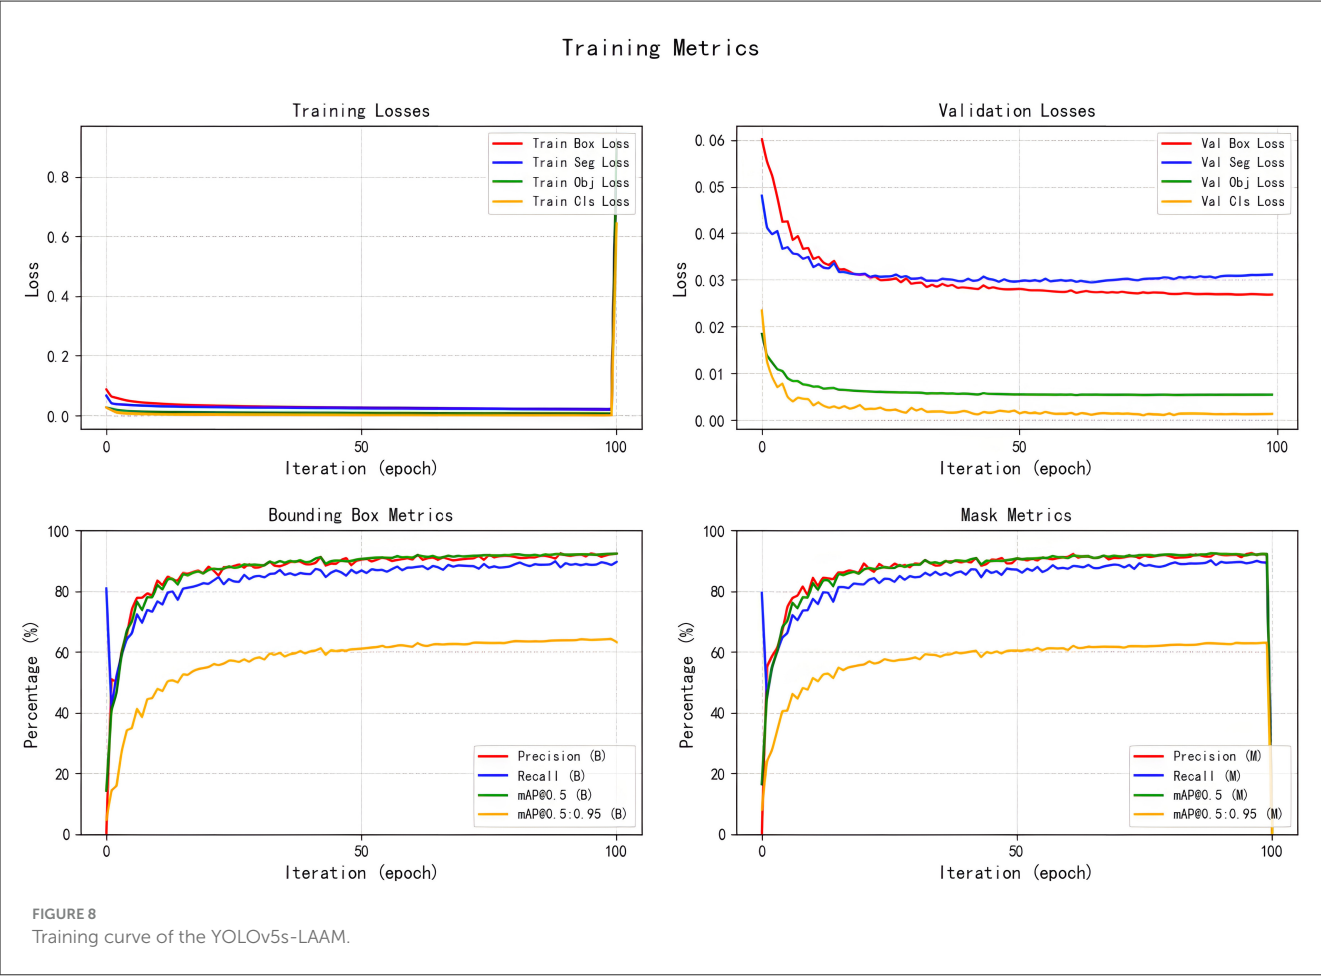 Training Metrics
Training Losses
Loss
0.8
0.6
0.4
0.2
0.0
Train Box Loss
Train Seg Loss
Train Obj Loss
Train Cls Loss
0
50
100
Iteration (epoch)
Validation Losses
Loss
0.06
0.05
0.04
0.03
0.02
0.01
0.00
Val Box Loss
Val Seg Loss
Val Obj Loss
Val Cls Loss
0
50
100
Iteration (epoch)
Bounding Box Metrics
Percentage (%)
100
80
60
40
20
0
Precision (B)
Recall (B)
mAP@0.5 (B)
mAP@0.5:0.95 (B)
0
50
100
Iteration (epoch)
Mask Metrics
Percentage (%)
100
80
60
40
20
0
Precision (M)
Recall (M)
mAP@0.5 (M)
mAP@0.5:0.95 (M)
0
50
100
Iteration (epoch)
FIGURE 8
Training curve of the YOLOv5s-LAAM.